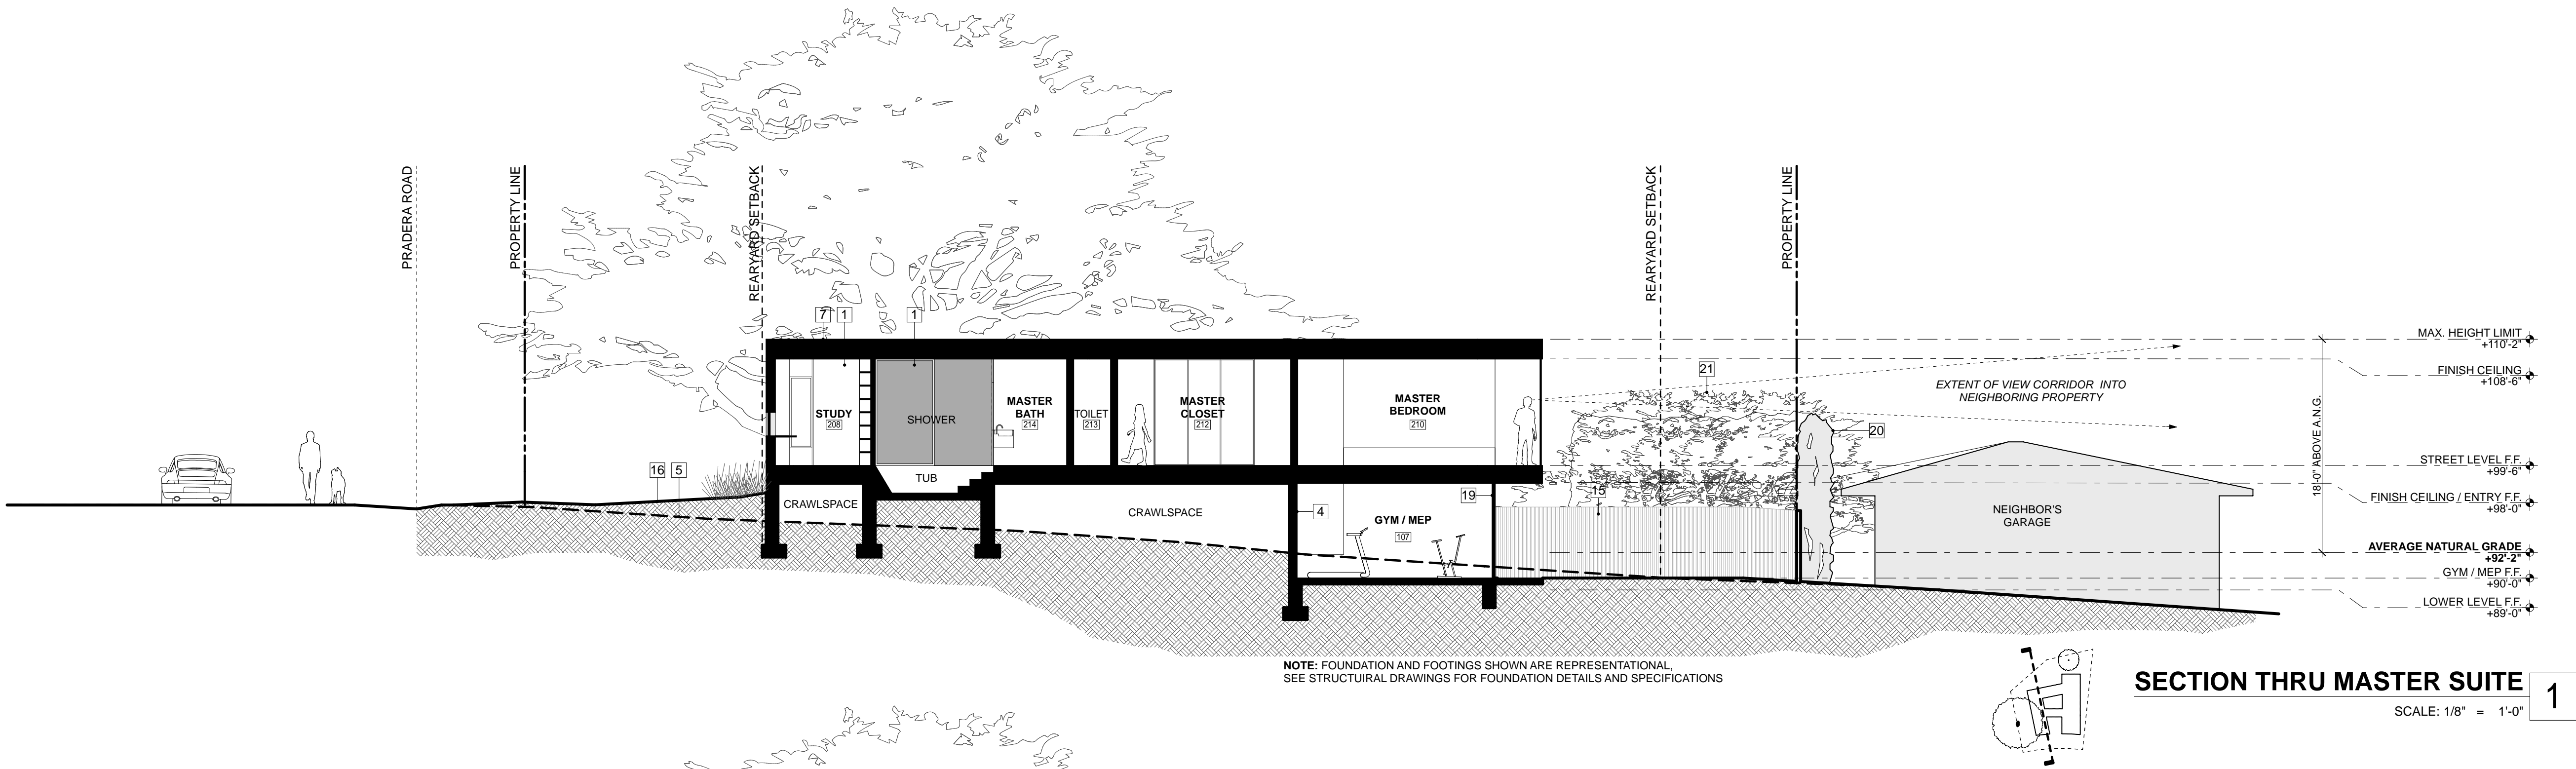 PRADERA ROAD
PROPERTY LINE
REARYARD SETBACK
REARYARD SETBACK
PROPERTY LINE
7
1
1
STUDY
208
SHOWER
MASTER
BATH
214
TOILET
213
MASTER
CLOSET
212
MASTER
BEDROOM
210
21
20
EXTENT OF VIEW CORRIDOR INTO
NEIGHBORING PROPERTY
16
5
TUB
CRAWLSPACE
CRAWLSPACE
4
GYM / MEP
107
19
15
NEIGHBOR'S
GARAGE
18'-0" ABOVE A.N.G.
MAX. HEIGHT LIMIT
+110'-2"
FINISH CEILING
+108'-6"
STREET LEVEL F.F.
+99'-6"
FINISH CEILING / ENTRY F.F.
+98'-0"
AVERAGE NATURAL GRADE
+92'-2"
GYM / MEP F.F.
+90'-0"
LOWER LEVEL F.F.
+89'-0"
NOTE: FOUNDATION AND FOOTINGS SHOWN ARE REPRESENTATIONAL,
SEE STRUCTUIRAL DRAWINGS FOR FOUNDATION DETAILS AND SPECIFICATIONS
SECTION THRU MASTER SUITE
1
SCALE: 1/8" = 1'-0"